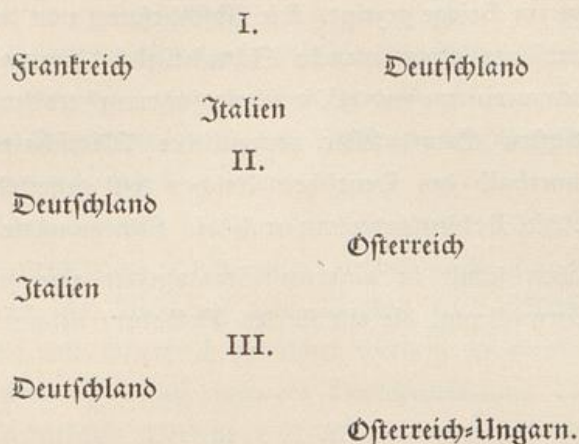 I.
Frankreich Deutschland
Italien
II.
Deutschland
Österreich
Italien
III.
Deutschland
Österreich-Ungarn.